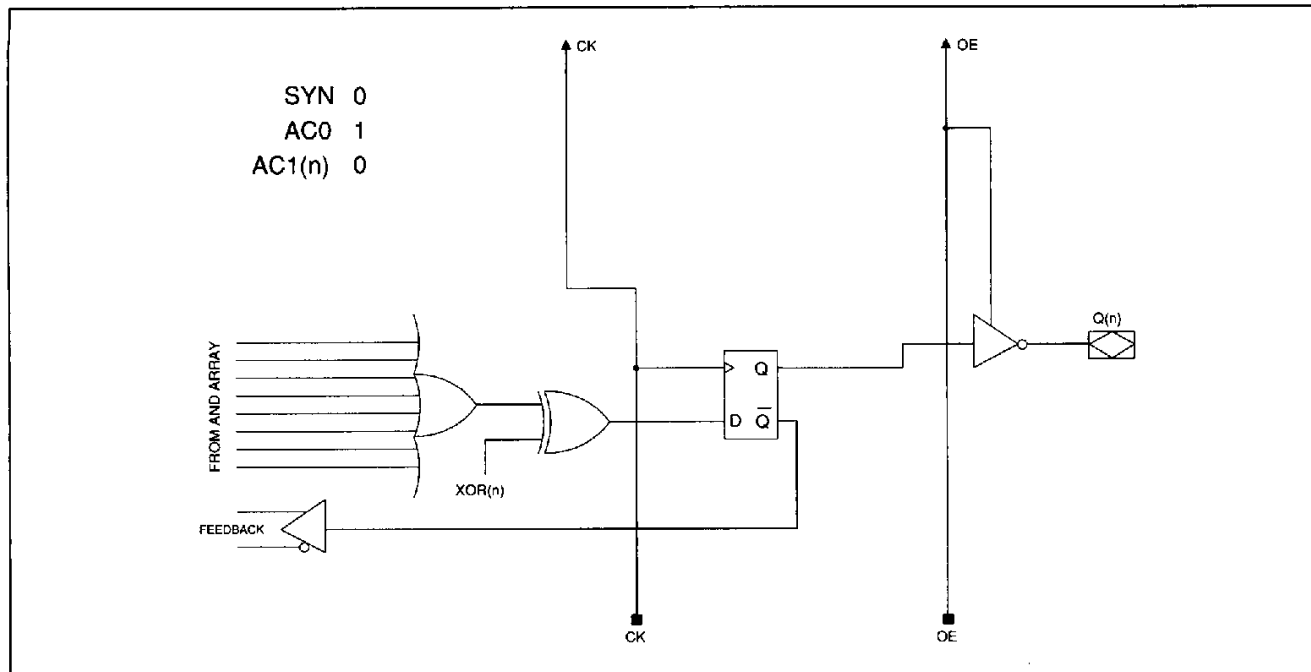 CK
OE
SYN 0
AC0 1
AC1(n) 0
Q(n)
FROM AND ARRAY
Q
D Q̅
XOR(n)
FEEDBACK
CK
OE